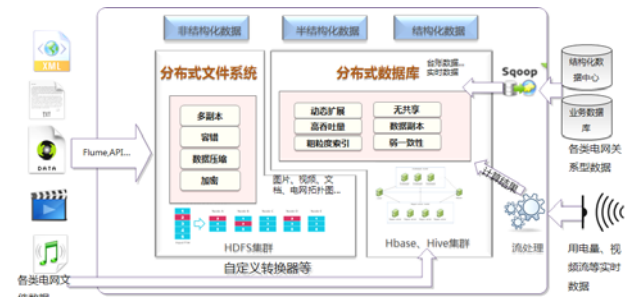 非结构化数据
半结构化数据
结构化数据
XML
TXT
DATA
Flume,API...
各类电网文
件数据
分布式文件系统
多副本
容错
数据压缩
加密
图片、视频、文
档、电网拓扑图...
HDFS集群
自定义转换器等
分布式数据库
台账数据...
实时数据
动态扩展
高吞吐量
粗粒度索引
无共享
数据副本
弱一致性
Hbase、Hive集群
Sqoop
计算结果
流处理
结构化数
据中心
业务数据
库
各类电网关
系型数据
用电量、视
频流等实时
数据